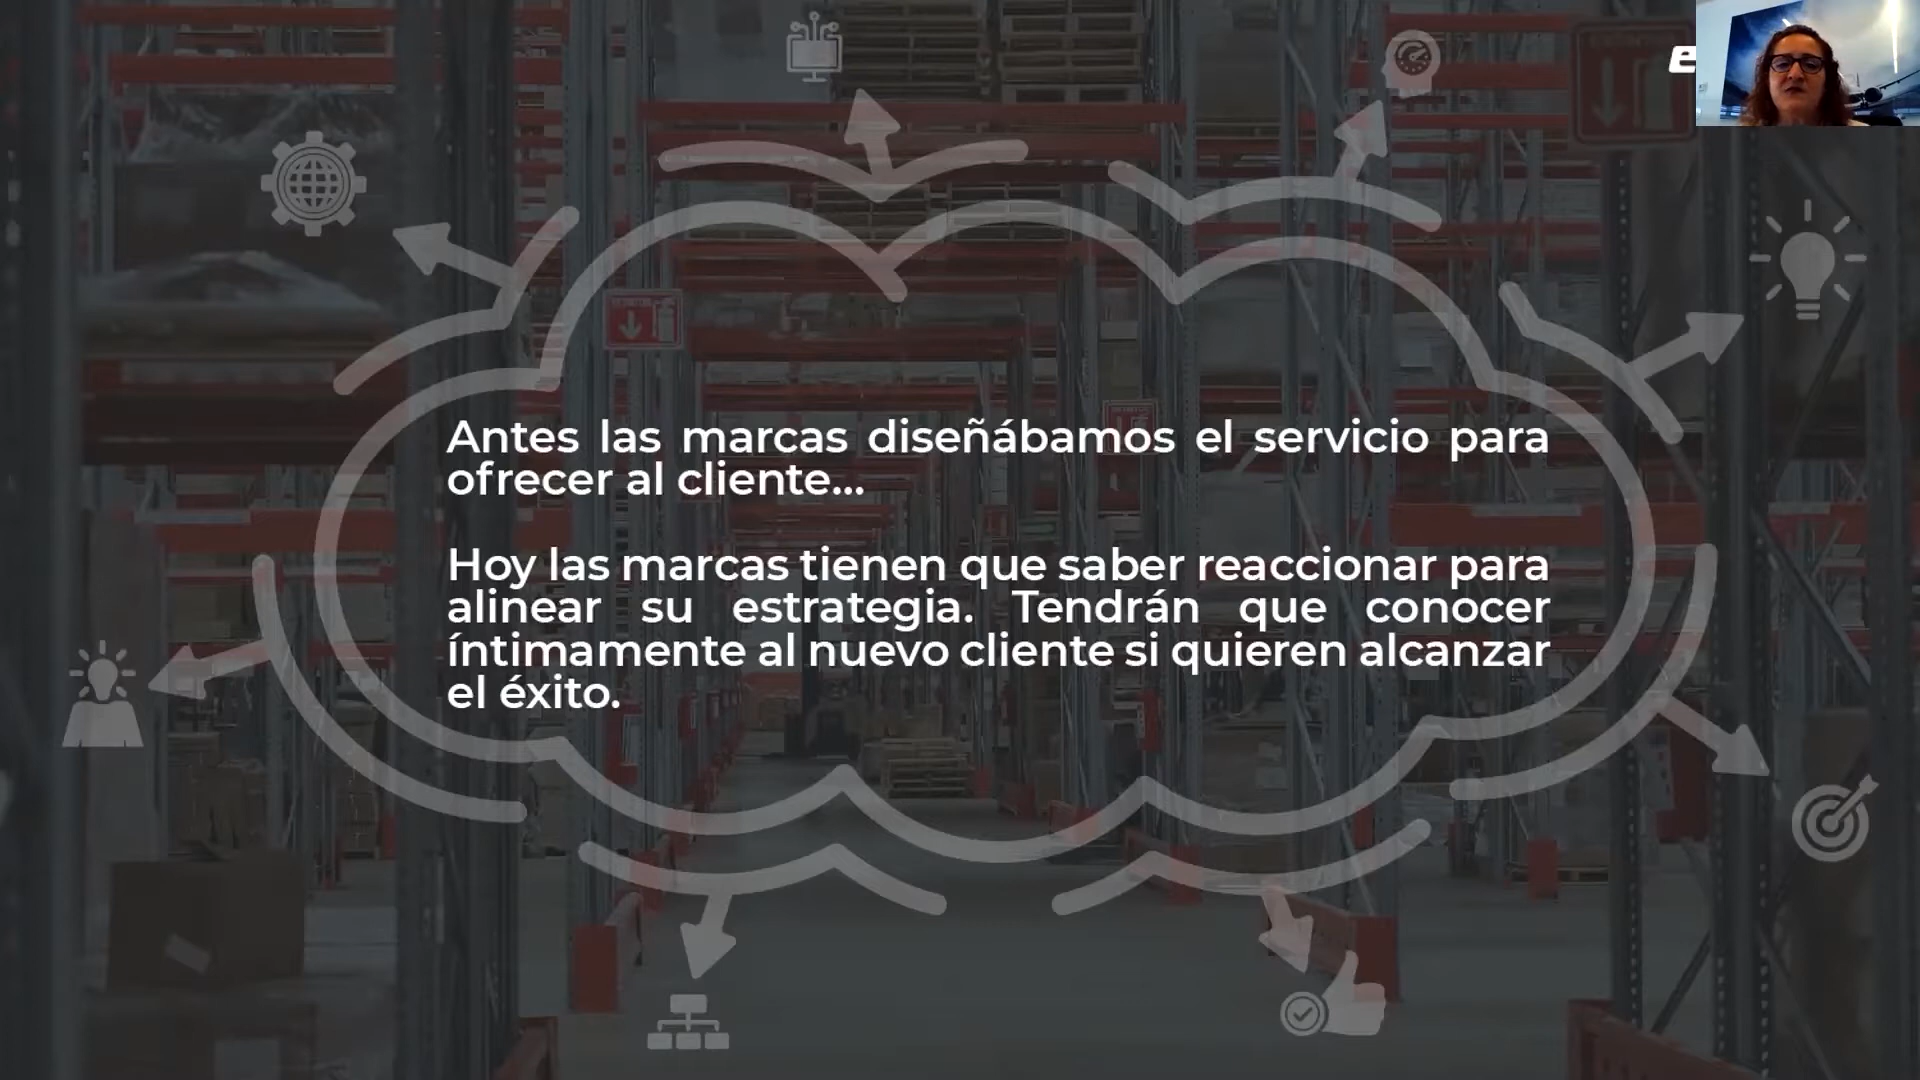 Antes las marcas diseñábamos el servicio para
ofrecer al cliente...
Hoy las marcas tienen que saber reaccionar para
alinear su estrategia. Tendrán que conocer
íntimamente al nuevo cliente si quieren alcanzar
el éxito.